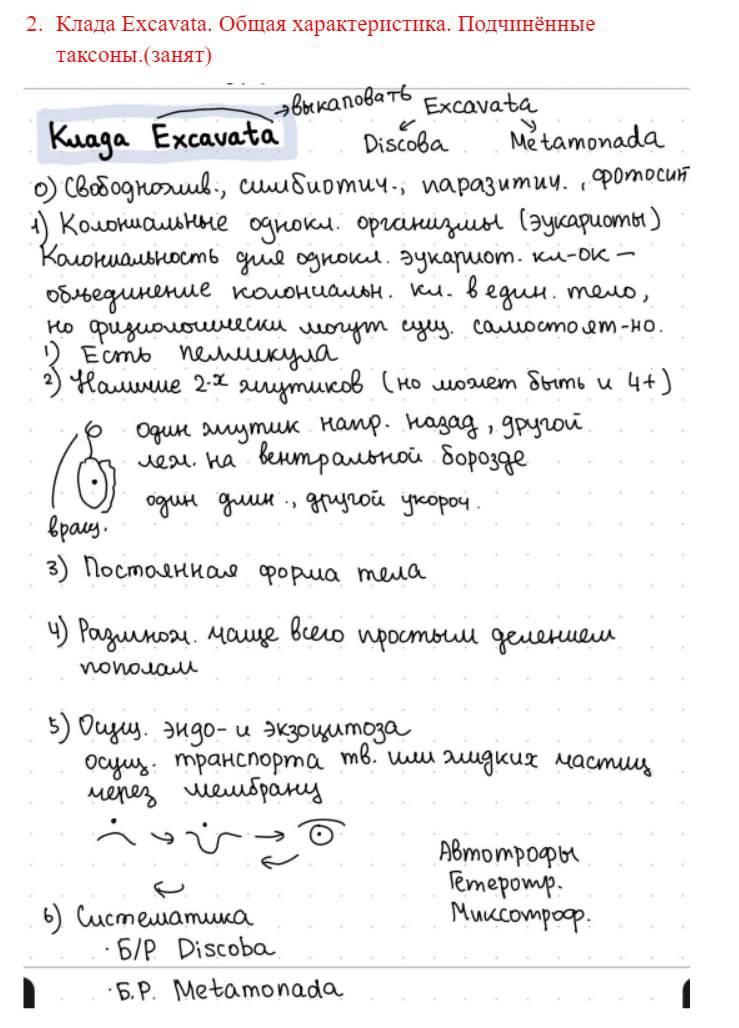 2. Клада Excavata. Общая характеристика. Подчинённые
таксоны.(занят)
Клада Excavata → выкаповать Excavata
Discoba Metamonada
0) Свободножив., симбиотич., паразитич., фотосинт
1) Колониальные однокл. организмы (эукариоты)
Колониальность для однокл. эукариот. кл-ок –
объединение колониальн. кл. в един. тело,
но физиологически могут сущ. самостоят-но.
1) Есть пелликула
2) Наличие 2-х жгутиков (но может быть и 4+)
один жгутик напр. назад, другой
леж. на вентральной борозде
один длин., другой укороч.
вращ.
3) Постоянная форма тела
4) Размнож. чаще всего простым делением
пополам
5) Осущ. эндо- и экзоцитоза
осущ. транспорта тв. или жидких частиц
через мембрану
Автотрофы
Гетеротр.
Миксотроф.
6) Систематика
· Б/Р Discoba
· Б.Р. Metamonada